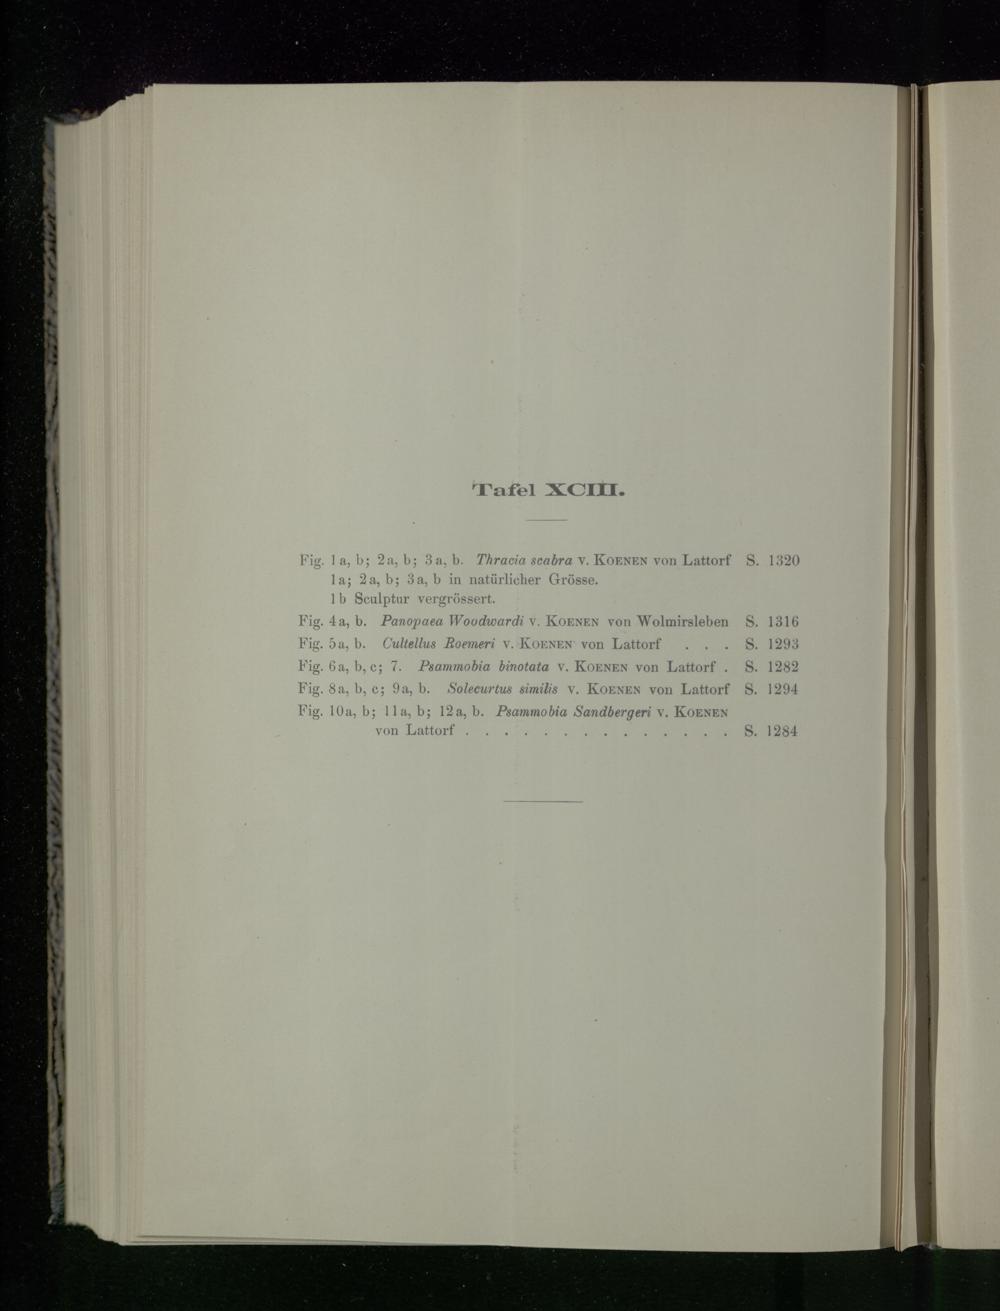 Tafel XCIII.
Fig. 1a, b; 2a, b; 3a, b. Thracia scabra v. Koenen von Lattorf S. 1320
1a; 2a, b; 3a, b in natürlicher Grösse.
1b Sculptur vergrössert.
Fig. 4a, b. Panopaea Woodwardi v. Koenen von Wolmirsleben S. 1316
Fig. 5a, b. Cultellus Roemeri v. Koenen von Lattorf . . . S. 1293
Fig. 6a, b, c; 7. Psammobia binotata v. Koenen von Lattorf . S. 1282
Fig. 8a, b, c; 9a, b. Solecurtus similis v. Koenen von Lattorf S. 1294
Fig. 10a, b; 11a, b; 12a, b. Psammobia Sandbergeri v. Koenen
von Lattorf . . . . . . . . . . . . . . S. 1284